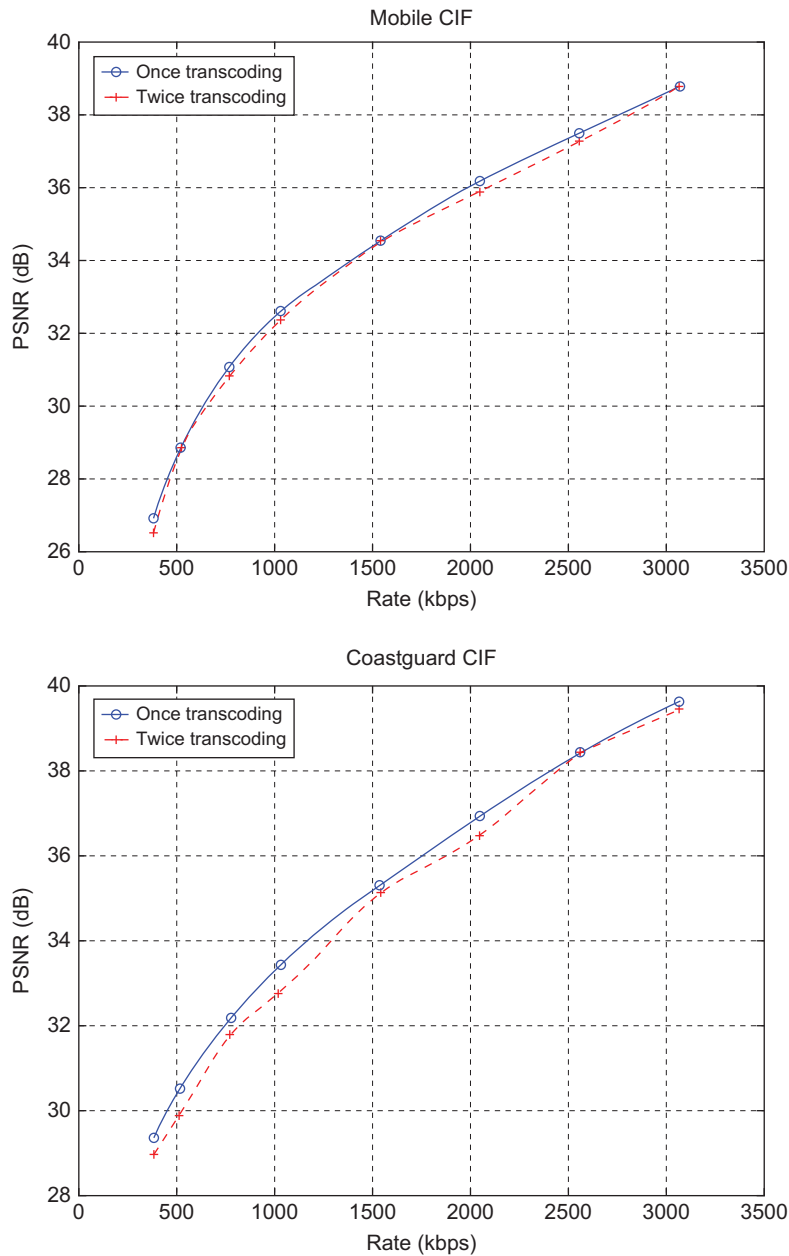 Mobile CIF
40
38
36
34
32
30
28
26
PSNR (dB)
Once transcoding
Twice transcoding
0 500 1000 1500 2000 2500 3000 3500
Rate (kbps)
Coastguard CIF
40
38
36
34
32
30
28
PSNR (dB)
Once transcoding
Twice transcoding
0 500 1000 1500 2000 2500 3000 3500
Rate (kbps)